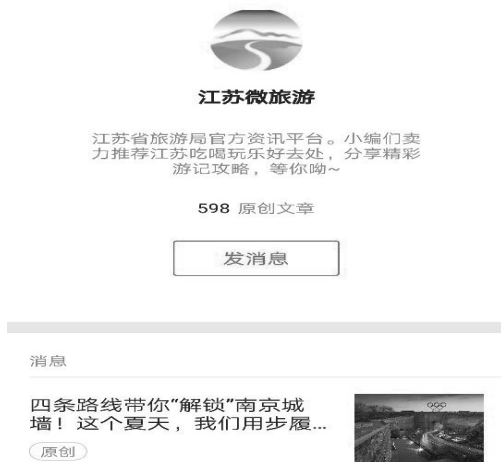 江苏微旅游
江苏省旅游局官方资讯平台。小编们卖
力推荐江苏吃喝玩乐好去处，分享精彩
游记攻略，等你呦~
598 原创文章
发消息
消息
四条路线带你“解锁”南京城
墙！这个夏天，我们用步履...
原创